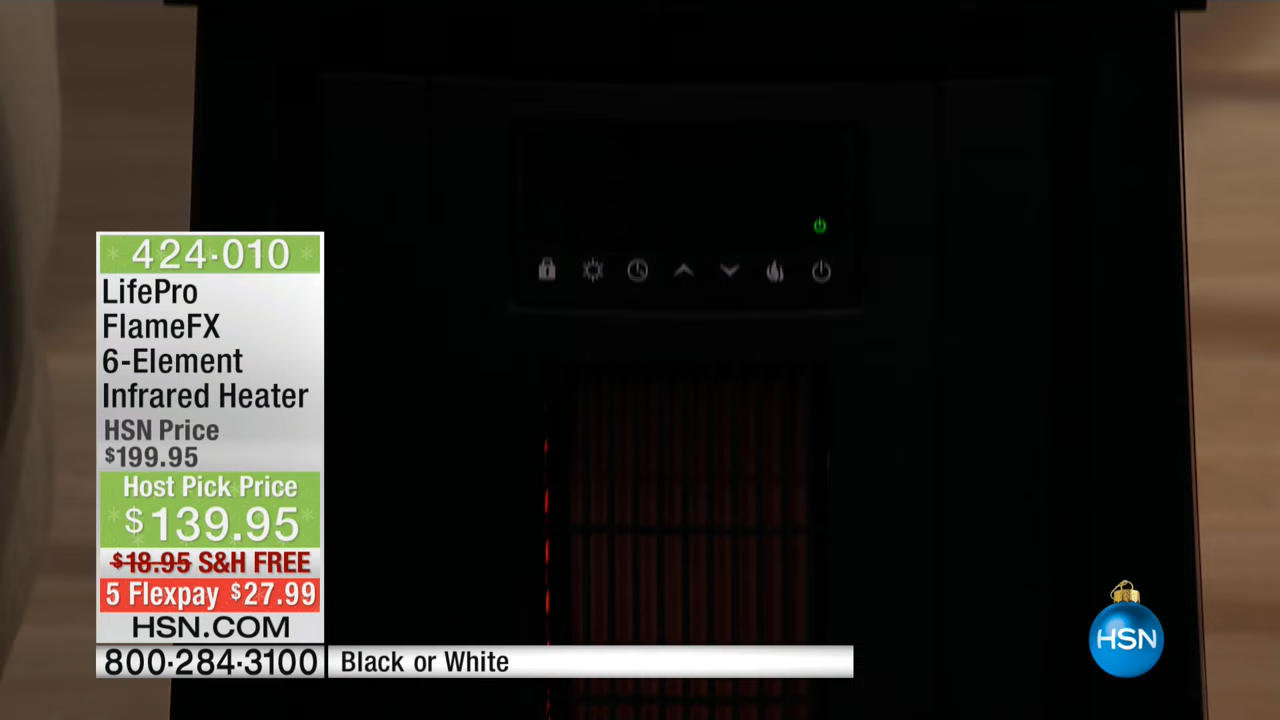 424·010
LifePro
FlameFX
6-Element
Infrared Heater
HSN Price
$199.95
Host Pick Price
$139.95
$18.95 S&H FREE
5 Flexpay $27.99
HSN.COM
800·284·3100
Black or White
HSN